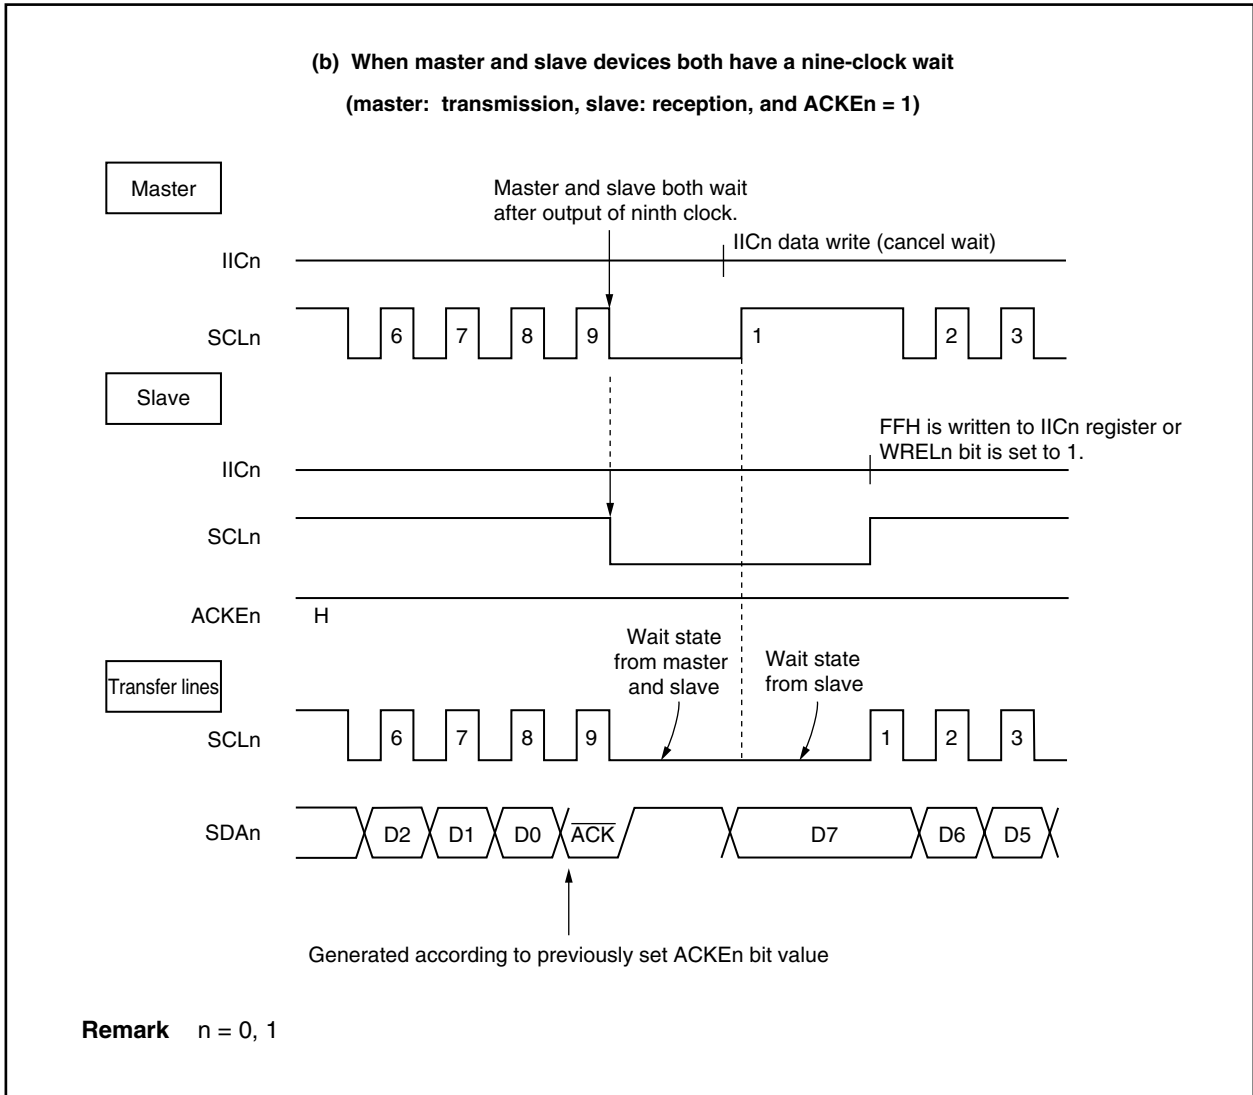 (b) When master and slave devices both have a nine-clock wait
(master: transmission, slave: reception, and ACKEn = 1)
Master
Master and slave both wait
after output of ninth clock.
IICn data write (cancel wait)
IICn
SCLn
6 7 8 9 1 2 3
Slave
FFH is written to IICn register or
WRELn bit is set to 1.
IICn
SCLn
ACKEn H
Wait state
from master
and slave
Wait state
from slave
Transfer lines
SCLn
6 7 8 9 1 2 3
SDAn
D2 D1 D0 ACK D7 D6 D5
Generated according to previously set ACKEn bit value
Remark n = 0, 1